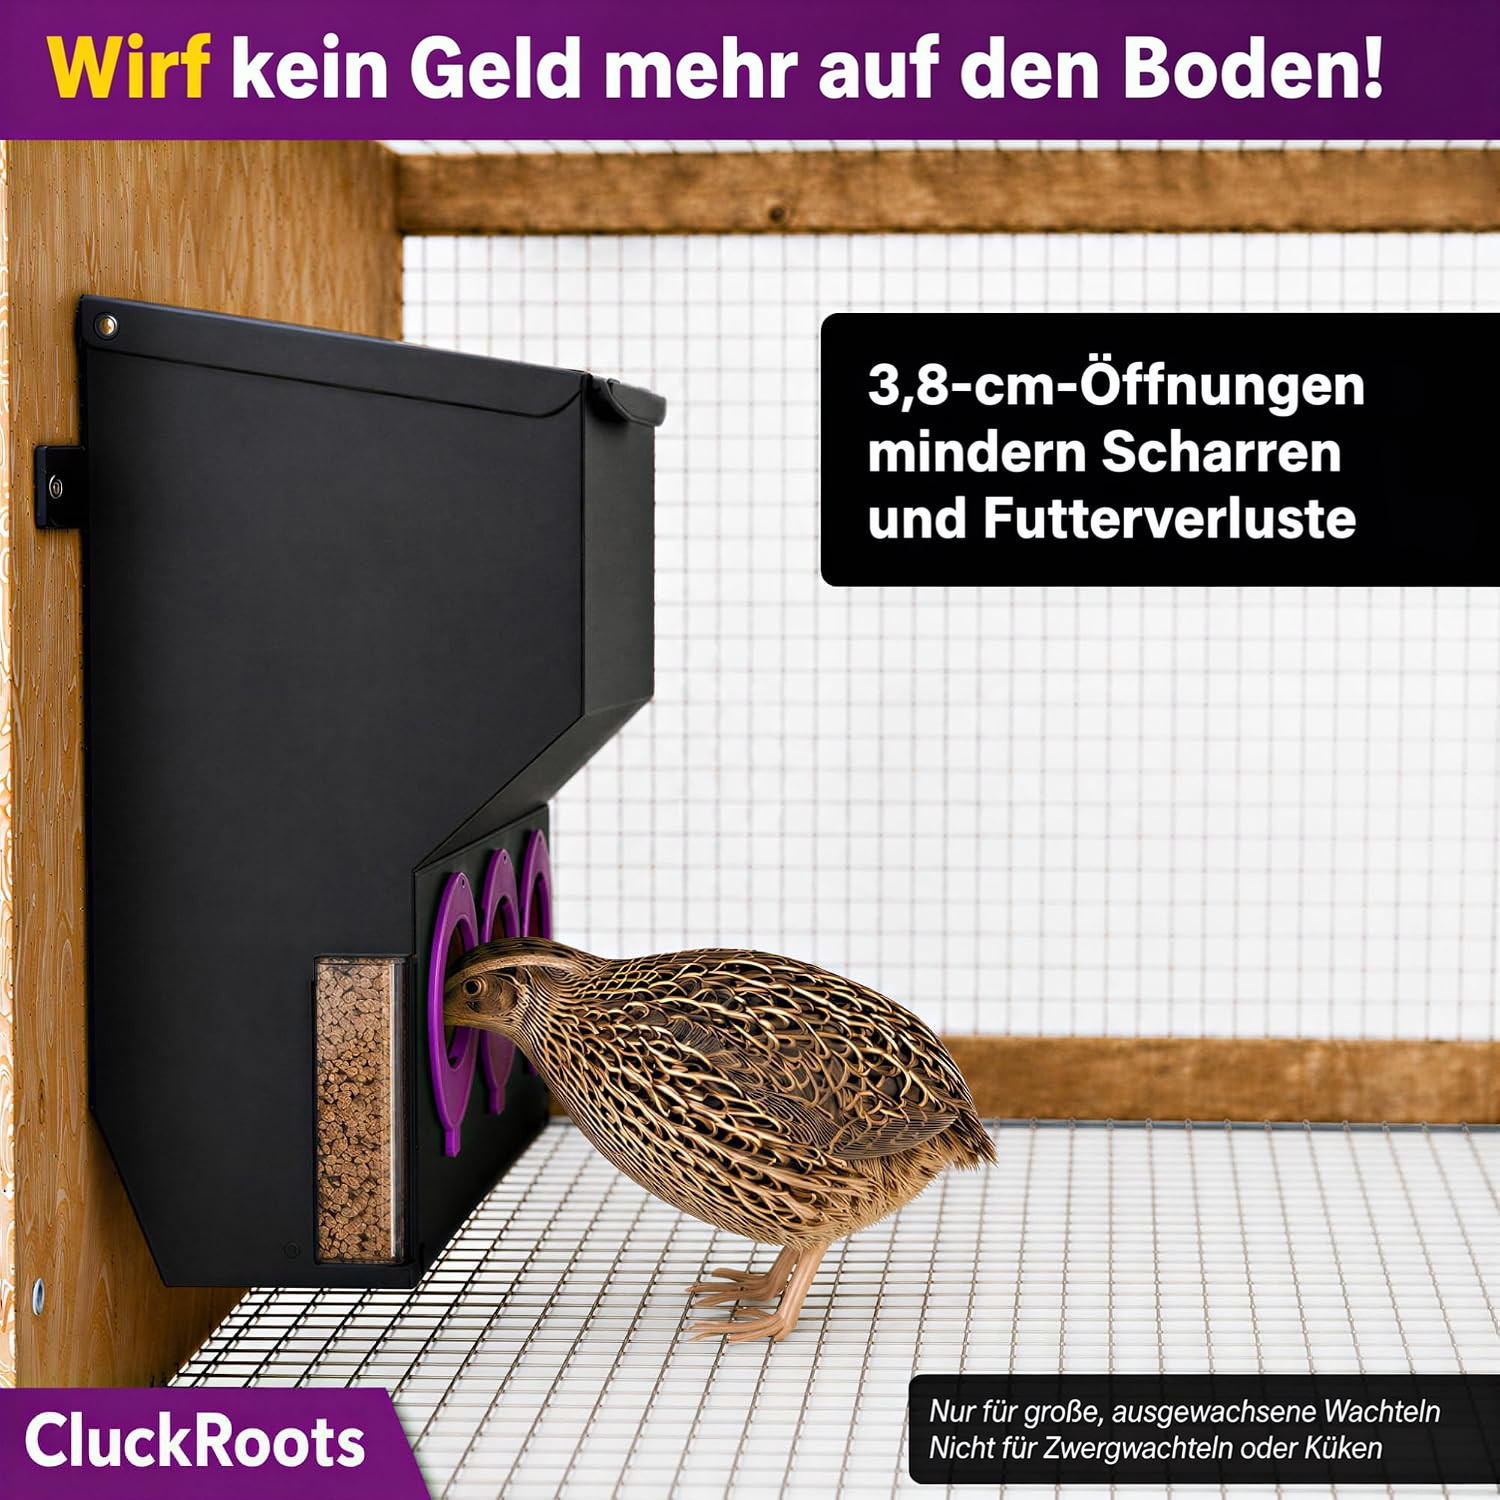 Wirf kein Geld mehr auf den Boden!
3,8-cm-Öffnungen
mindern Scharren
und Futterverluste
Nur für große, ausgewachsene Wachteln
Nicht für Zwergwachteln oder Küken
CluckRoots